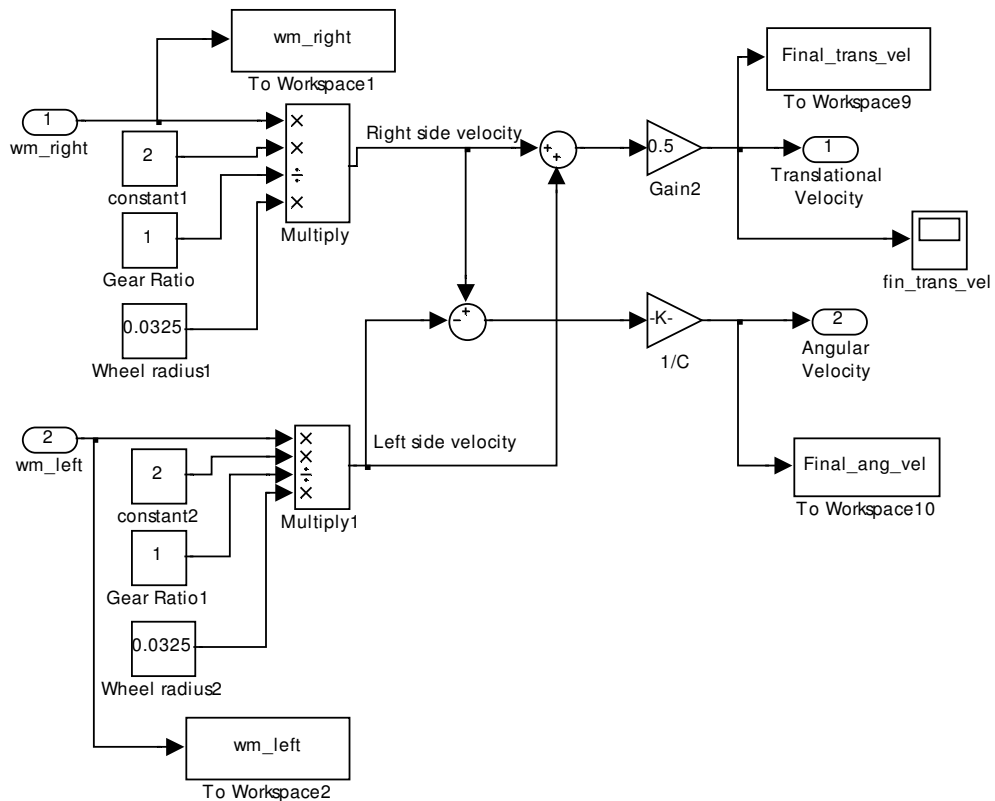 wm_right
To Workspace1
Final_trans_vel
To Workspace9
1
wm_right
×
×
÷
×
Multiply
2
constant1
1
Gear Ratio
0.0325
Wheel radius1
Right side velocity
+
+
0.5
Gain2
1
Translational
Velocity
fin_trans_vel
+
-
-K-
1/C
2
Angular
Velocity
Final_ang_vel
To Workspace10
2
wm_left
×
×
÷
×
Multiply1
Left side velocity
2
constant2
1
Gear Ratio1
0.0325
Wheel radius2
wm_left
To Workspace2